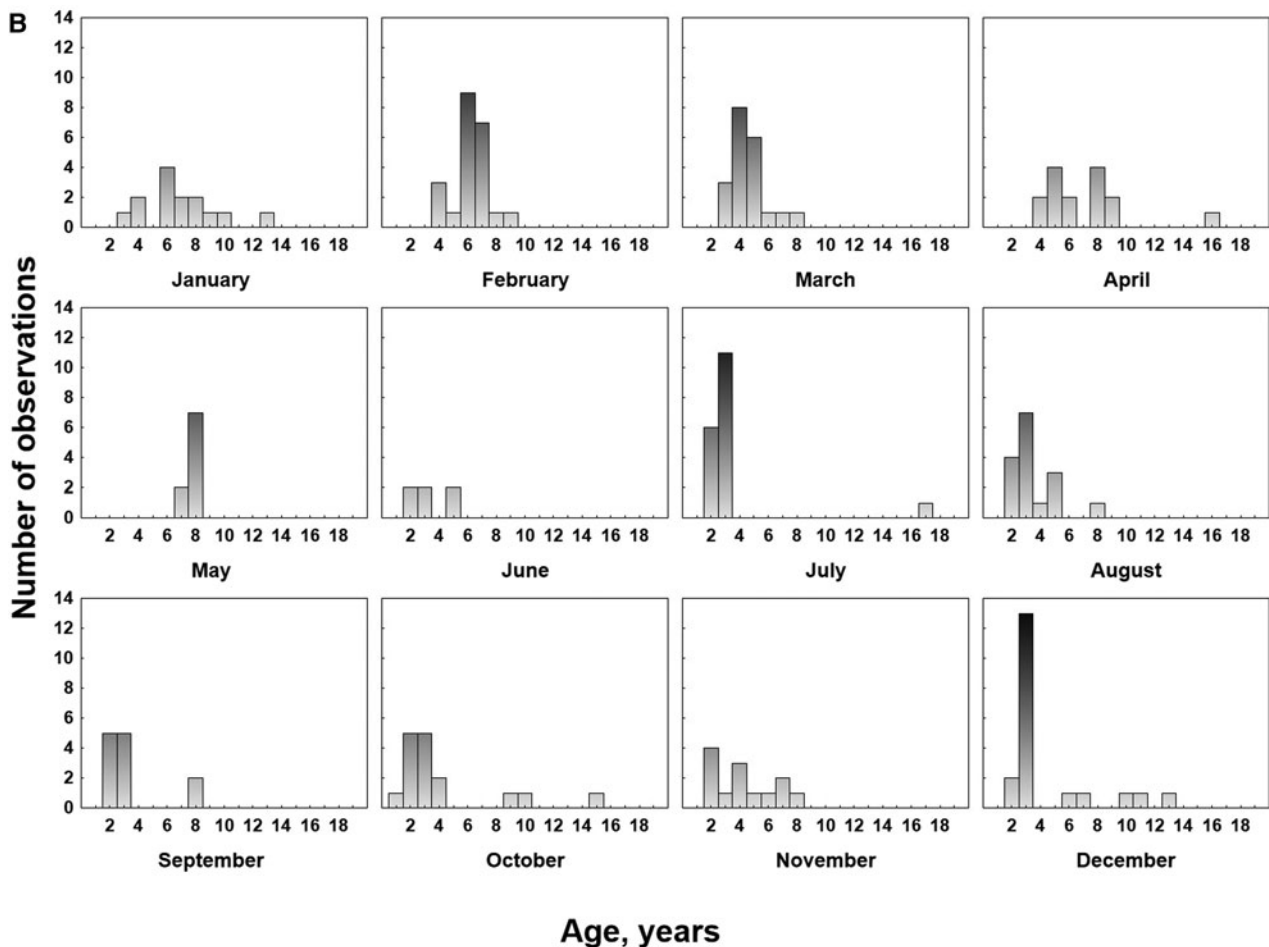 B
Number of observations
14
12
10
8
6
4
2
0
2 4 6 8 10 12 14 16 18
2 4 6 8 10 12 14 16 18
2 4 6 8 10 12 14 16 18
2 4 6 8 10 12 14 16 18
January
February
March
April
14
12
10
8
6
4
2
0
2 4 6 8 10 12 14 16 18
2 4 6 8 10 12 14 16 18
2 4 6 8 10 12 14 16 18
2 4 6 8 10 12 14 16 18
May
June
July
August
14
12
10
8
6
4
2
0
2 4 6 8 10 12 14 16 18
2 4 6 8 10 12 14 16 18
2 4 6 8 10 12 14 16 18
2 4 6 8 10 12 14 16 18
September
October
November
December
Age, years